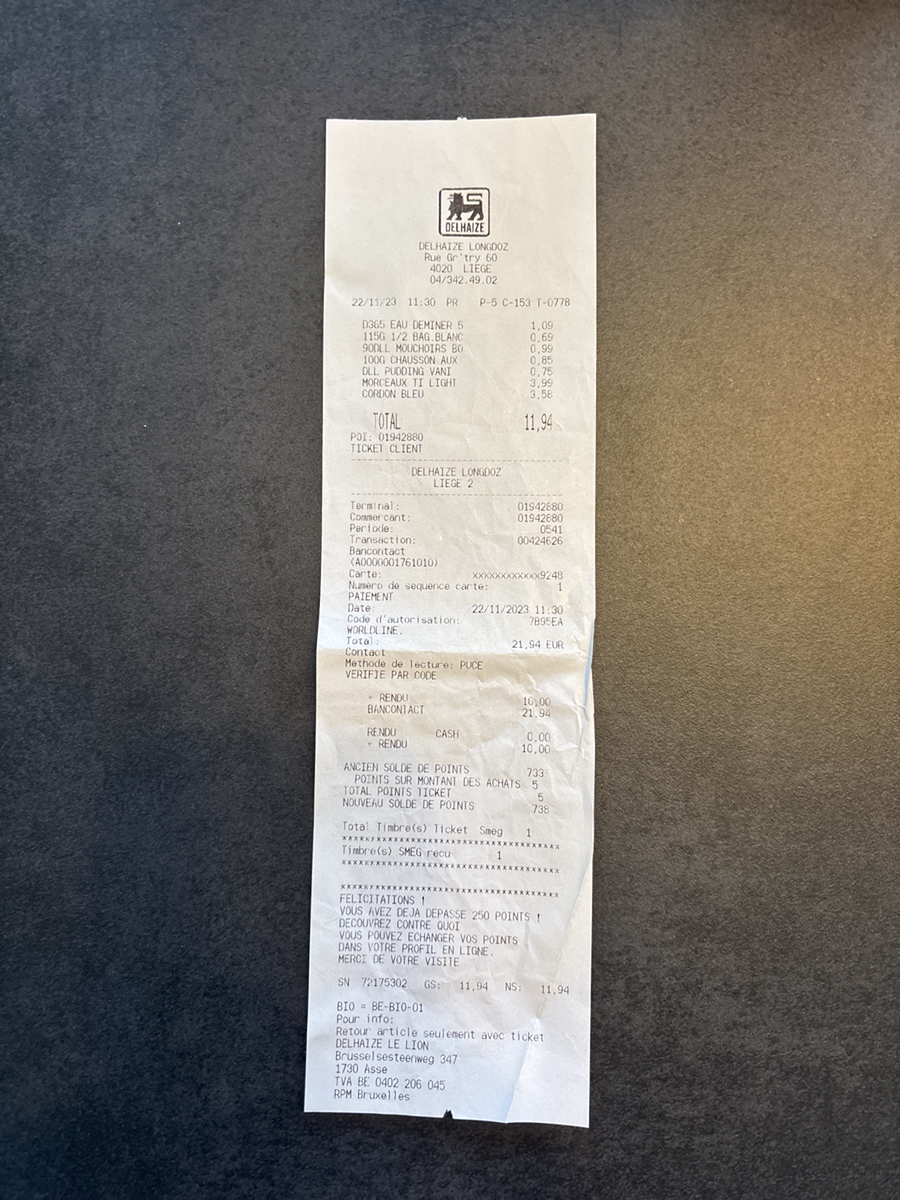 DELHAIZE
DELHAIZE LONGDOZ
Rue Gr`try 60
4020 LIEGE
04/342.49.02
22/11/23 11:30 PR P-5 C-153 T-0778
D365 EAU DEMINER 5 1,09
115G 1/2 BAG.BLANC 0,69
90DLL MOUCHOIRS BO 0,99
100G CHAUSSON AUX 0,85
DLL PUDDING VANI 0,75
MORCEAUX TI LIGHT 3,99
CORDON BLEU 3,58
TOTAL 11,94
POI: 01942880
TICKET CLIENT
DELHAIZE LONGDOZ
LIEGE 2
Terminal: 01942880
Commercant: 01942880
Periode: 0541
Transaction: 00424626
Bancontact
(A0000001761010)
Carte: xxxxxxxxxxxx9248
Numero de sequence carte: 1
PAIEMENT
Date: 22/11/2023 11:30
Code d'autorisation: 7B95EA
WORLDLINE.
Total: 21,94 EUR
Contact
Methode de lecture: PUCE
VERIFIE PAR CODE
+ RENDU 10,00
BANCONTACT 21,94
RENDU CASH 0,00
+ RENDU 10,00
ANCIEN SOLDE DE POINTS 733
POINTS SUR MONTANT DES ACHATS 5
TOTAL POINTS TICKET 5
NOUVEAU SOLDE DE POINTS 738
Total Timbre(s) Ticket Smeg 1
Timbre(s) SMEG recu 1
FELICITATIONS !
VOUS AVEZ DEJA DEPASSE 250 POINTS !
DECOUVREZ CONTRE QUOI
VOUS POUVEZ ECHANGER VOS POINTS
DANS VOTRE PROFIL EN LIGNE.
MERCI DE VOTRE VISITE
SN 72175302 GS: 11,94 NS: 11,94
BIO = BE-BIO-01
Pour info:
Retour article seulement avec ticket
DELHAIZE LE LION
Brusselsesteenweg 347
1730 Asse
TVA BE 0402 206 045
RPM Bruxelles